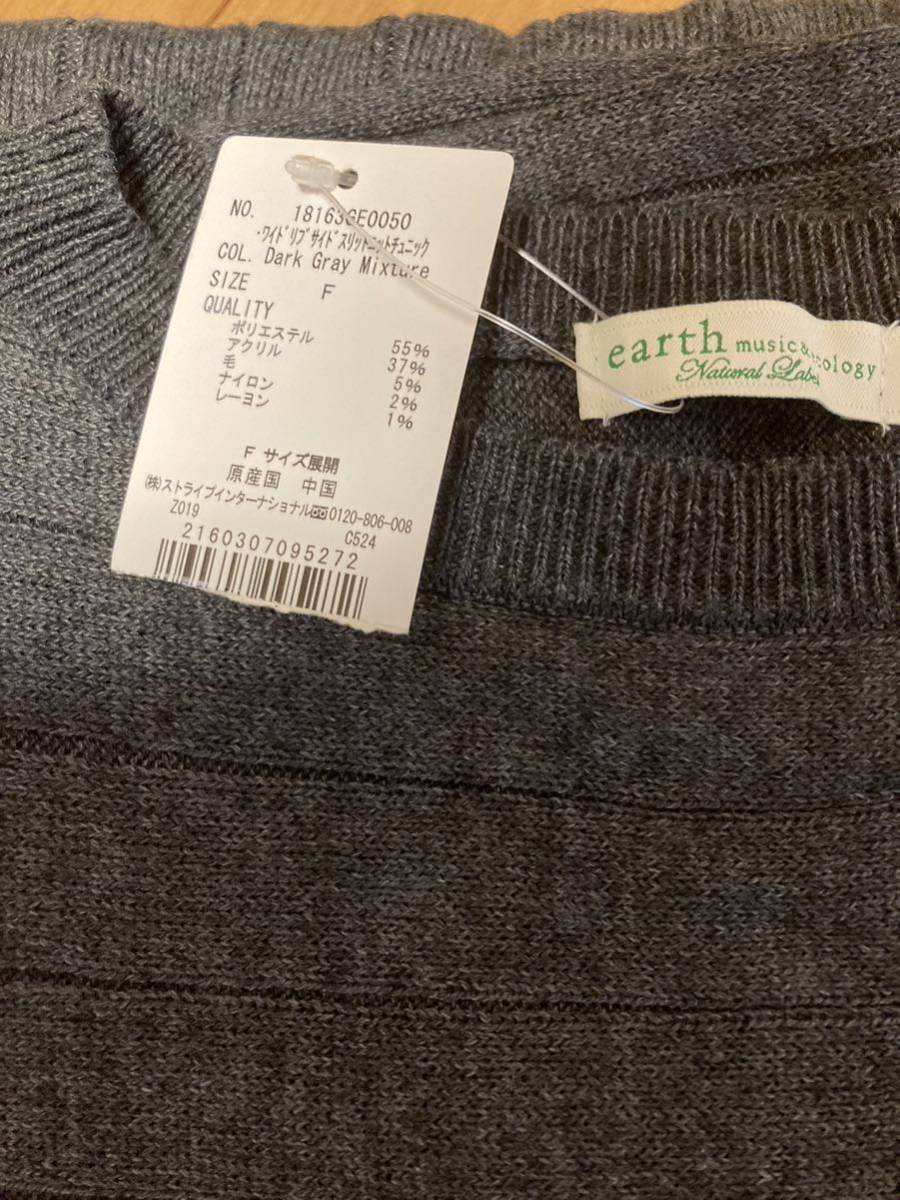 NO. 18163GE0050
・ワイドリブサイドスリットニットチュニック
COL. Dark Gray Mixture
SIZE F
QUALITY
ポリエステル 55%
アクリル 37%
毛 5%
ナイロン 2%
レーヨン 1%
F サイズ展開
原産国 中国
(株)ストライプインターナショナル 0120-806-008
Z019 C524
2160307095272
earth music & ecology
Natural Label